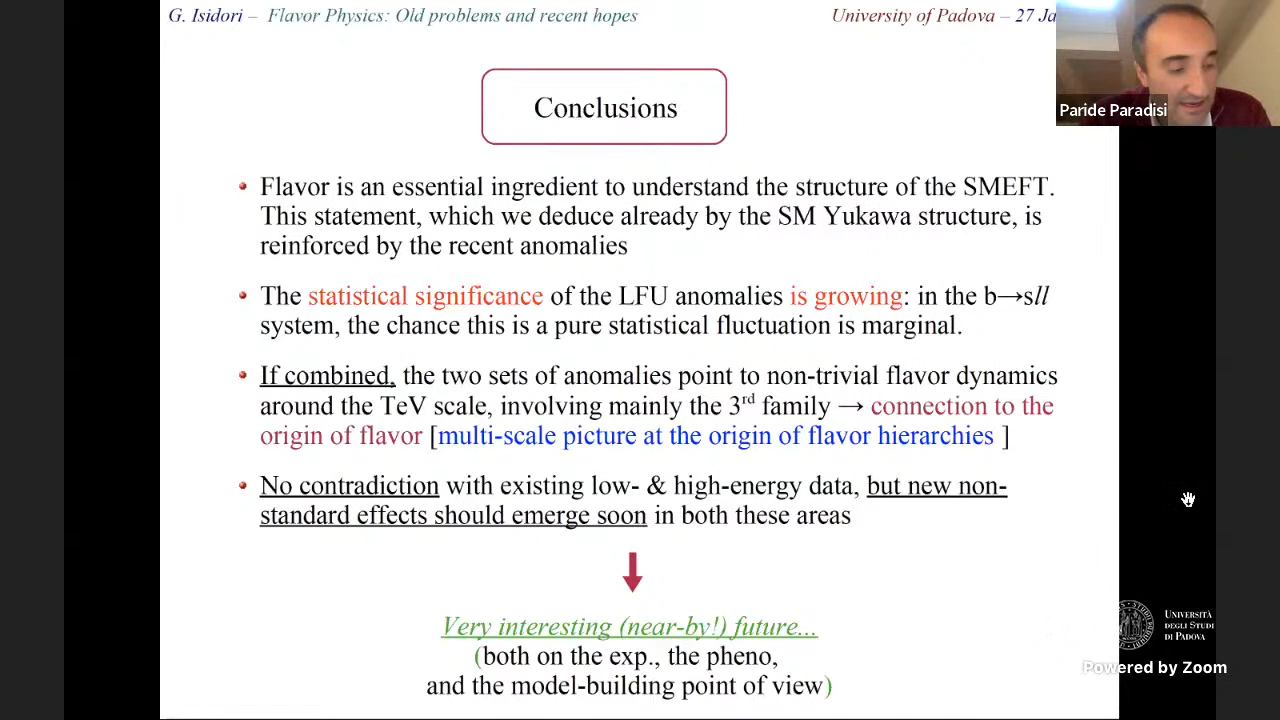 G. Isidori – Flavor Physics: Old problems and recent hopes
University of Padova – 27 Ja
Paride Paradisi
Conclusions
Flavor is an essential ingredient to understand the structure of the SMEFT.
This statement, which we deduce already by the SM Yukawa structure, is
reinforced by the recent anomalies
The statistical significance of the LFU anomalies is growing: in the b→sll
system, the chance this is a pure statistical fluctuation is marginal.
If combined, the two sets of anomalies point to non-trivial flavor dynamics
around the TeV scale, involving mainly the 3rd family → connection to the
origin of flavor [multi-scale picture at the origin of flavor hierarchies ]
No contradiction with existing low- & high-energy data, but new non-
standard effects should emerge soon in both these areas
Very interesting (near-by!) future...
(both on the exp., the pheno,
and the model-building point of view)
UNIVERSITÀ
DEGLI STUDI
DI PADOVA
Powered by Zoom